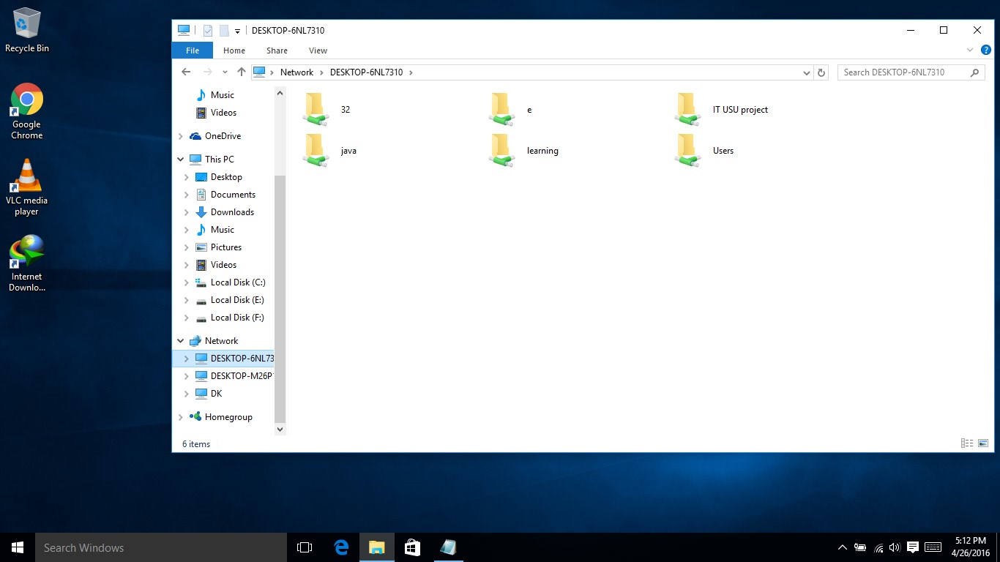 Recycle Bin
Google
Chrome
VLC media
player
Internet
Downlo...
DESKTOP-6NL7310
File
Home
Share
View
Network
DESKTOP-6NL7310
Search DESKTOP-6NL7310
Music
Videos
OneDrive
This PC
Desktop
Documents
Downloads
Music
Pictures
Videos
Local Disk (C:)
Local Disk (E:)
Local Disk (F:)
Network
DESKTOP-6NL73
DESKTOP-M26P
DK
Homegroup
32
e
IT USU project
java
learning
Users
6 items
Search Windows
5:12 PM
4/26/2016